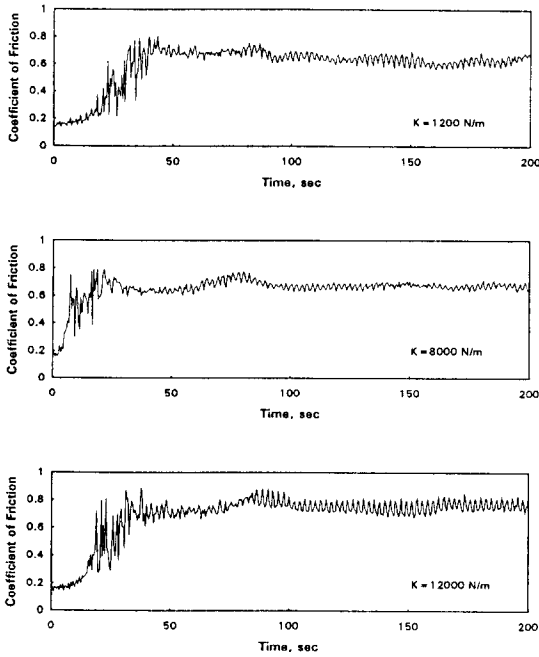 Coefficient of Friction
1
0.8
0.6
0.4
0.2
0
K = 1200 N/m
0 50 100 150 200
Time, sec
Coefficient of Friction
1
0.8
0.6
0.4
0.2
0
K = 8000 N/m
0 50 100 150 200
Time, sec
Coefficient of Friction
1
0.8
0.6
0.4
0.2
0
K = 12000 N/m
0 50 100 150 200
Time, sec